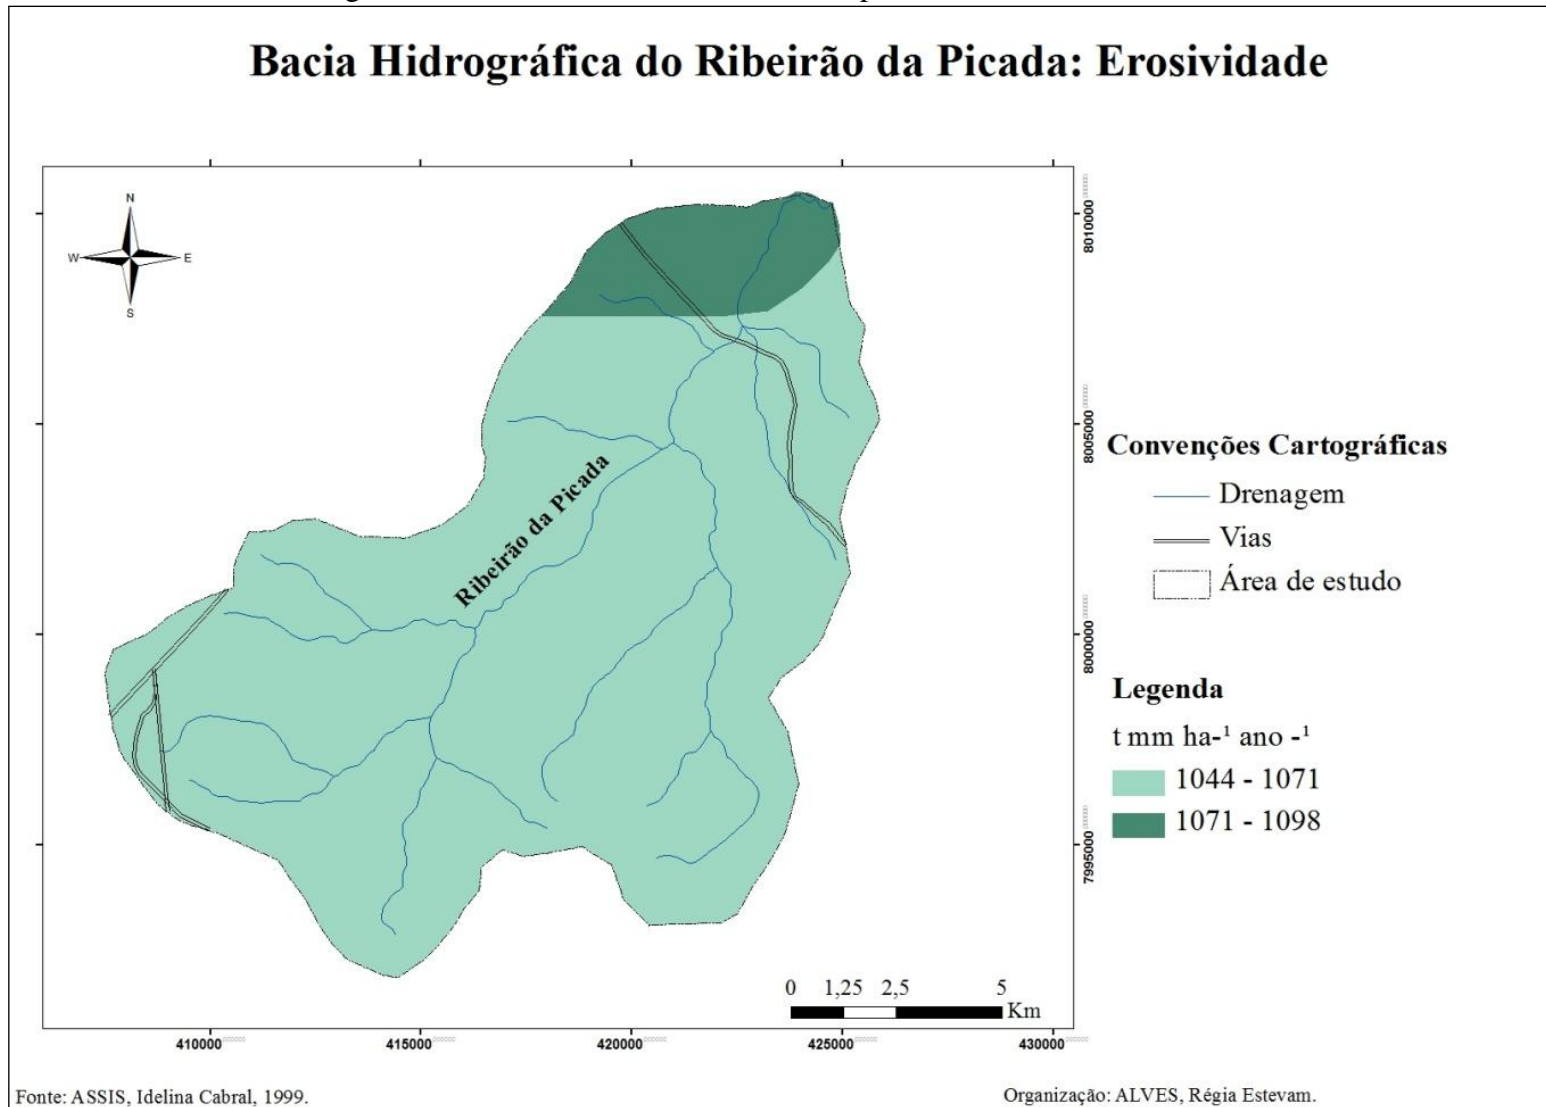 Bacia Hidrográfica do Ribeirão da Picada: Erosividade
N
W E
S
Ribeirão da Picada
8010000
8005000
8000000
7995000
410000 415000 420000 425000 430000
0 1,25 2,5 5
Km
Convenções Cartográficas
Drenagem
Vias
Área de estudo
Legenda
t mm ha-¹ ano -¹
1044 - 1071
1071 - 1098
Fonte: ASSIS, Idelina Cabral, 1999.
Organização: ALVES, Régia Estevam.